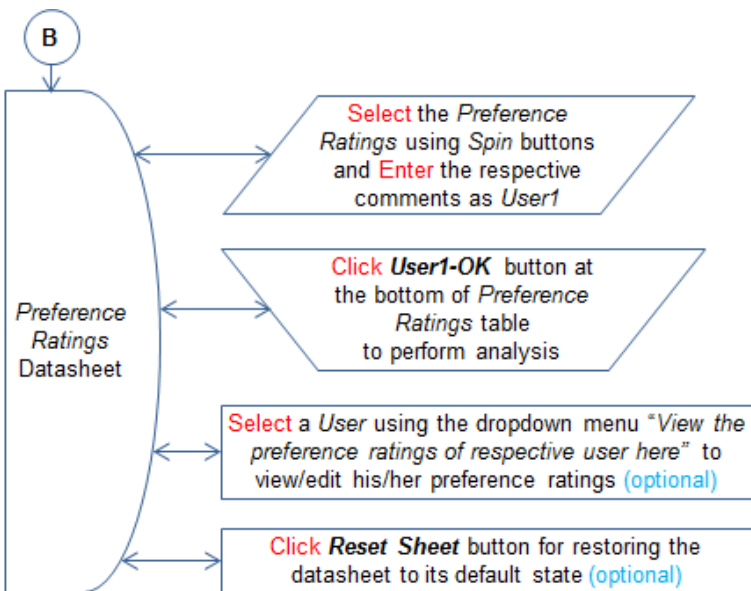 B
Select the Preference
Ratings using Spin buttons
and Enter the respective
comments as User1
Click User1-OK button at
the bottom of Preference
Ratings table
to perform analysis
Preference
Ratings
Datasheet
Select a User using the dropdown menu “View the
preference ratings of respective user here” to
view/edit his/her preference ratings (optional)
Click Reset Sheet button for restoring the
datasheet to its default state (optional)